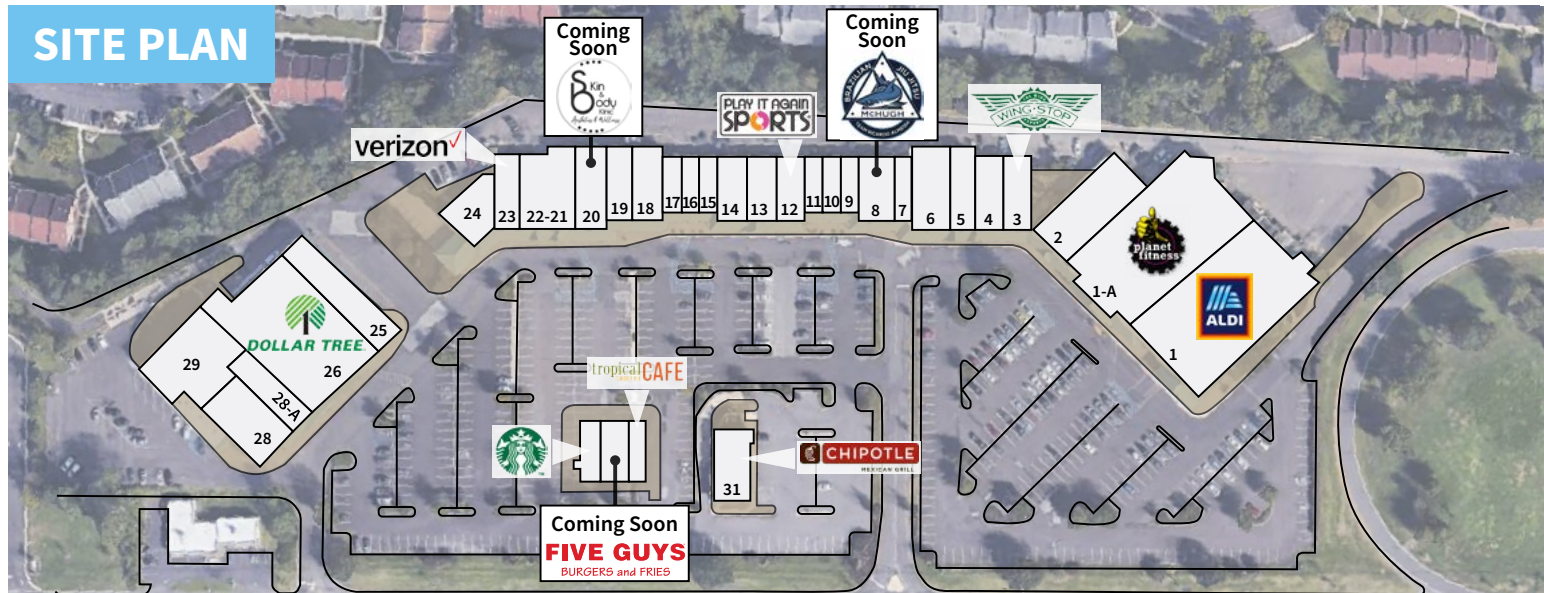 SITE PLAN
Coming
Soon
Skin
&
Body
Coming
Soon
BRAZILIAN JIU JITSU
MCHUGH
verizon
PLAY IT AGAIN
SPORTS
WING·STOP
24
23
22-21
20
19
18
17
16
15
14
13
12
11
10
9
8
7
6
5
4
3
2
planet
fitness
1-A
ALDI
1
DOLLAR TREE
25
26
29
28-A
28
tropical CAFE
CHIPOTLE
MEXICAN GRILL
31
Coming Soon
FIVE GUYS
BURGERS and FRIES